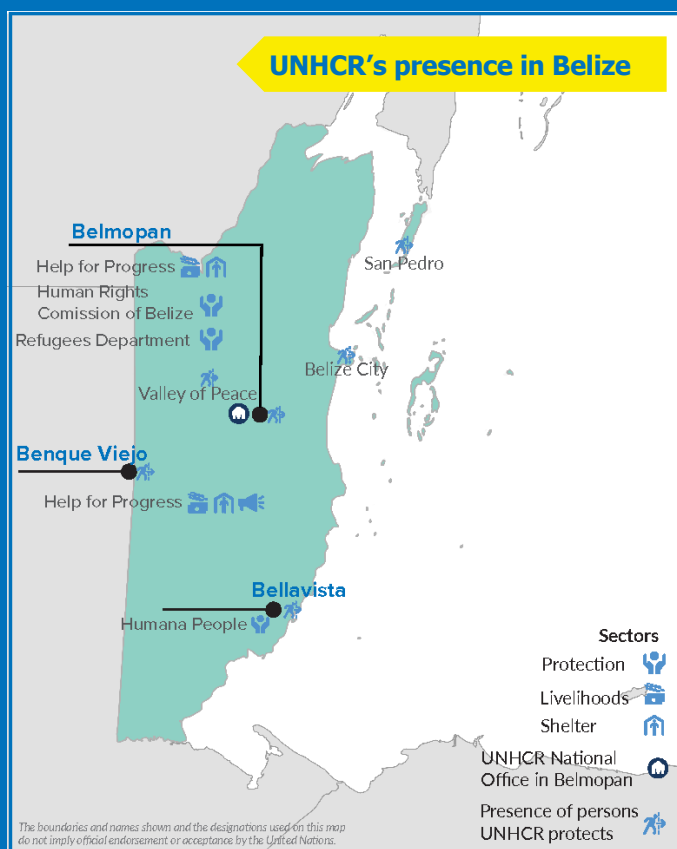 UNHCR's presence in Belize
Belmopan
Help for Progress
Human Rights
Comission of Belize
Refugees Department
San Pedro
Belize City
Valley of Peace
Benque Viejo
Help for Progress
Bellavista
Humana People
Sectors
Protection
Livelihoods
Shelter
UNHCR National
Office in Belmopan
Presence of persons
UNHCR protects
The boundaries and names shown and the designations used on this map
do not imply official endorsement or acceptance by the United Nations.